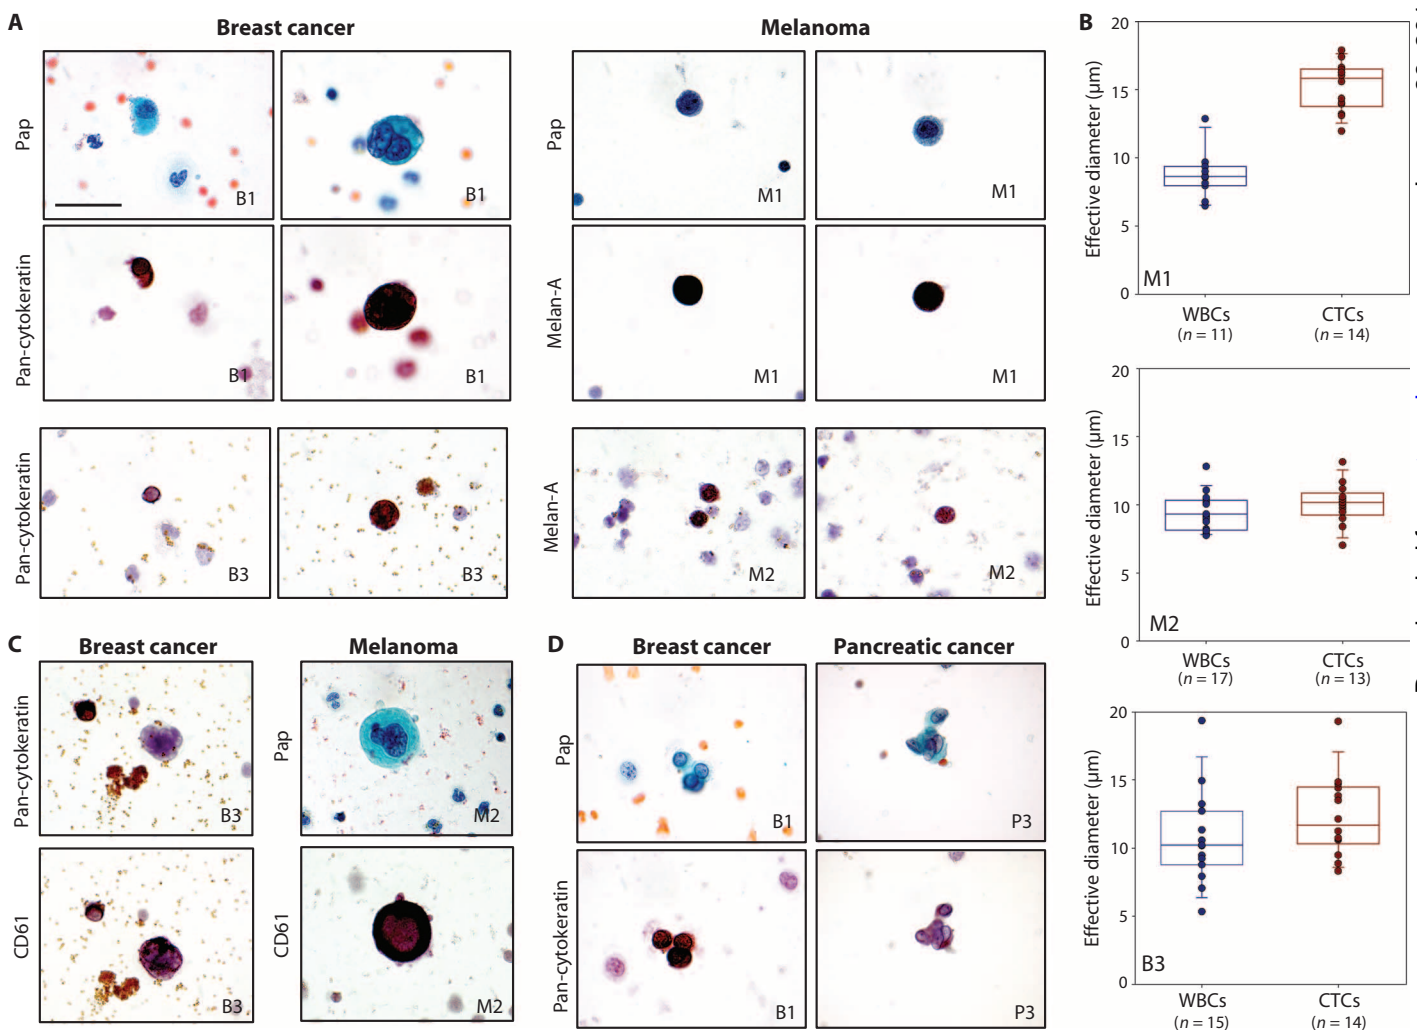 A
Breast cancer
Melanoma
Pap
B1
B1
Pap
M1
M1
Pan-cytokeratin
B1
B1
Melan-A
M1
M1
Pan-cytokeratin
B3
B3
Melan-A
M2
M2
B
Effective diameter (μm)
20
15
10
5
0
M1
WBCs
(n = 11)
CTCs
(n = 14)
Effective diameter (μm)
20
15
10
5
0
M2
WBCs
(n = 17)
CTCs
(n = 13)
Effective diameter (μm)
20
15
10
5
0
B3
WBCs
(n = 15)
CTCs
(n = 14)
C
Breast cancer
Melanoma
Pan-cytokeratin
B3
Pap
M2
CD61
B3
CD61
M2
D
Breast cancer
Pancreatic cancer
Pap
B1
P3
Pan-cytokeratin
B1
P3